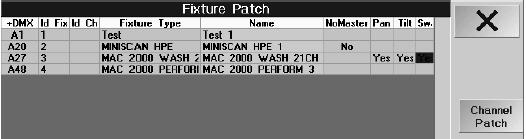 Fixture Patch
+DMX Id Fix Id Ch Fixture Type Name NoMaster Pan Tilt Sw.
A1 1 Test Test 1
A20 2 MINISCAN HPE MINISCAN HPE 1 No
A27 3 MAC 2000 WASH 2 MAC 2000 WASH 21CH Yes Yes Ye
A48 4 MAC 2000 PERFORI MAC 2000 PERFORM 3
Channel
Patch